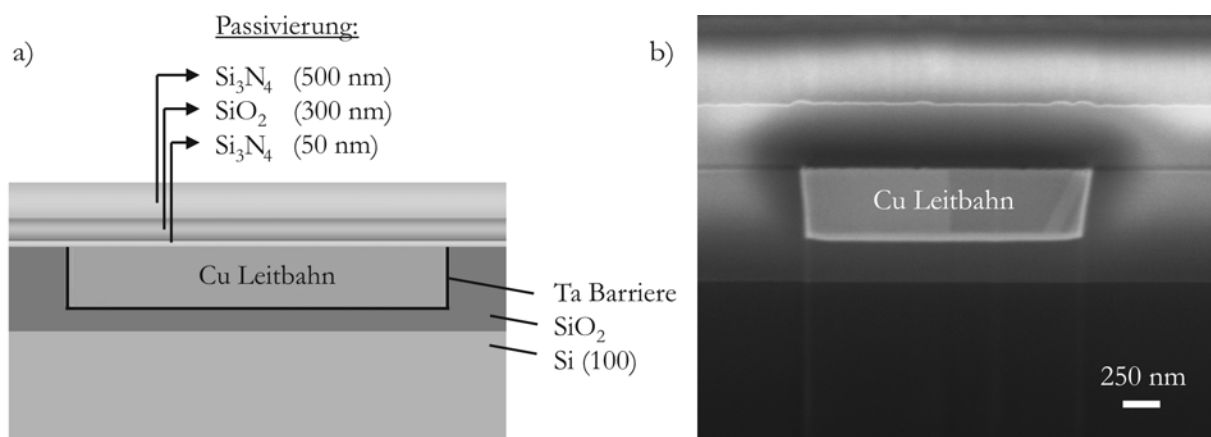 Passivierung:
a)
Si₃N₄ (500 nm)
SiO₂ (300 nm)
Si₃N₄ (50 nm)
Cu Leitbahn
Ta Barriere
SiO₂
Si (100)
b)
Cu Leitbahn
250 nm